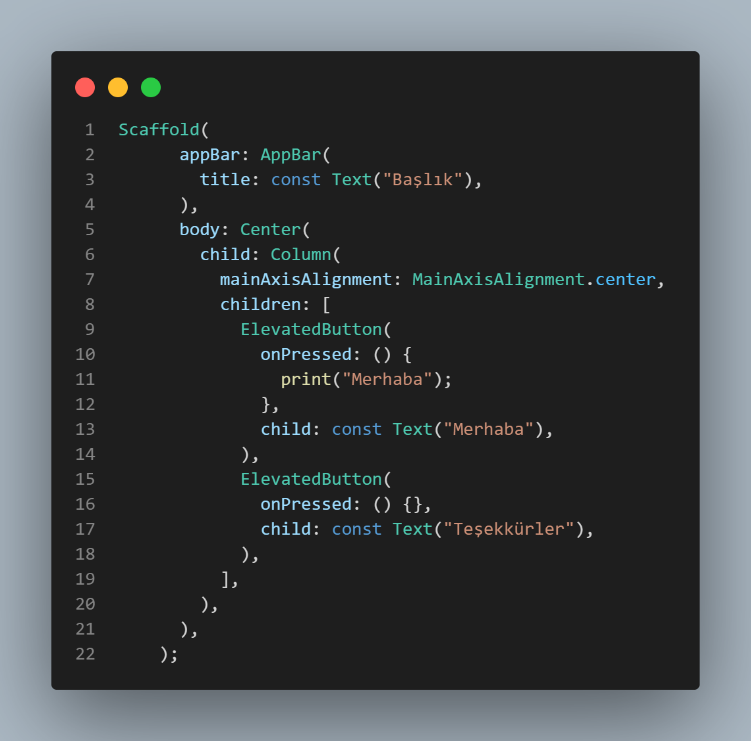 1 Scaffold(
2 appBar: AppBar(
3 title: const Text("Başlık"),
4 ),
5 body: Center(
6 child: Column(
7 mainAxisAlignment: MainAxisAlignment.center,
8 children: [
9 ElevatedButton(
10 onPressed: () {
11 print("Merhaba");
12 },
13 child: const Text("Merhaba"),
14 ),
15 ElevatedButton(
16 onPressed: () {},
17 child: const Text("Teşekkürler"),
18 ),
19 ],
20 ),
21 ),
22 );